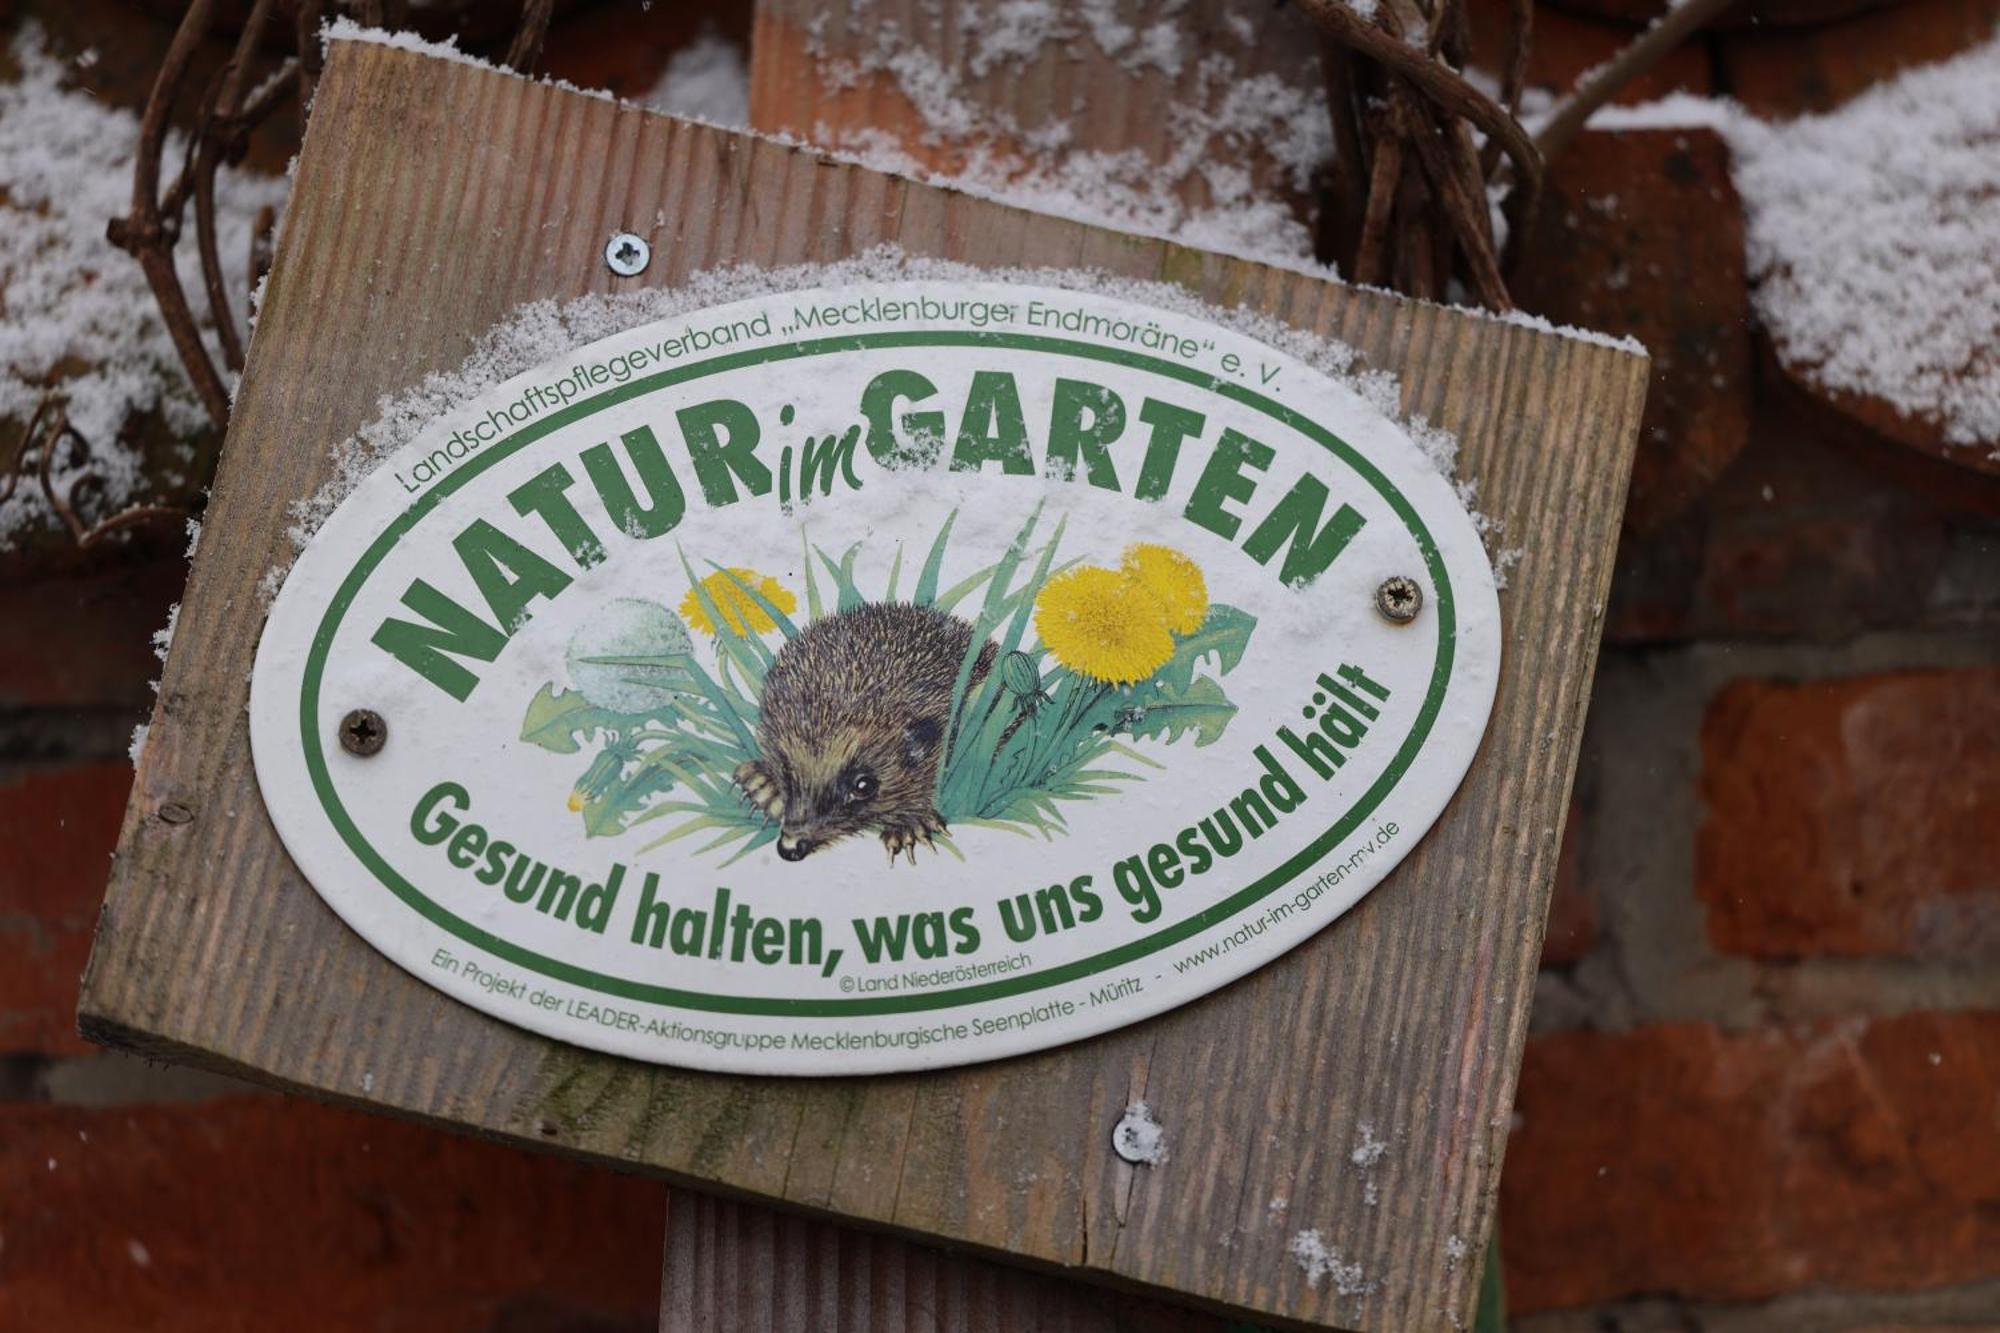 Landschaftspflegeverband „Mecklenburger Endmoräne“ e. V.
NATUR im GARTEN
Gesund halten, was uns gesund hält
© Land Niederösterreich
Ein Projekt der LEADER-Aktionsgruppe Mecklenburgische Seenplatte - Müritz - www.natur-im-garten-mv.de